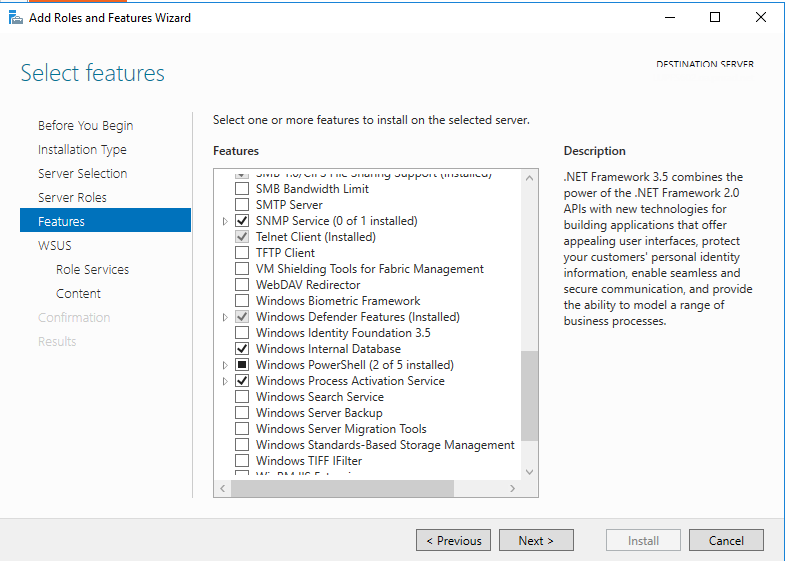 Add Roles and Features Wizard
Select features
DESTINATION SERVER
Before You Begin
Installation Type
Server Selection
Server Roles
Features
WSUS
Role Services
Content
Confirmation
Results
Select one or more features to install on the selected server.
Features
SMB 1.0/CIFS File Sharing Support (Installed)
SMB Bandwidth Limit
SMTP Server
SNMP Service (0 of 1 installed)
Telnet Client (Installed)
TFTP Client
VM Shielding Tools for Fabric Management
WebDAV Redirector
Windows Biometric Framework
Windows Defender Features (Installed)
Windows Identity Foundation 3.5
Windows Internal Database
Windows PowerShell (2 of 5 installed)
Windows Process Activation Service
Windows Search Service
Windows Server Backup
Windows Server Migration Tools
Windows Standards-Based Storage Management
Windows TIFF IFilter
Description
.NET Framework 3.5 combines the
power of the .NET Framework 2.0
APIs with new technologies for
building applications that offer
appealing user interfaces, protect
your customers' personal identity
information, enable seamless and
secure communication, and provide
the ability to model a range of
business processes.
< Previous
Next >
Install
Cancel